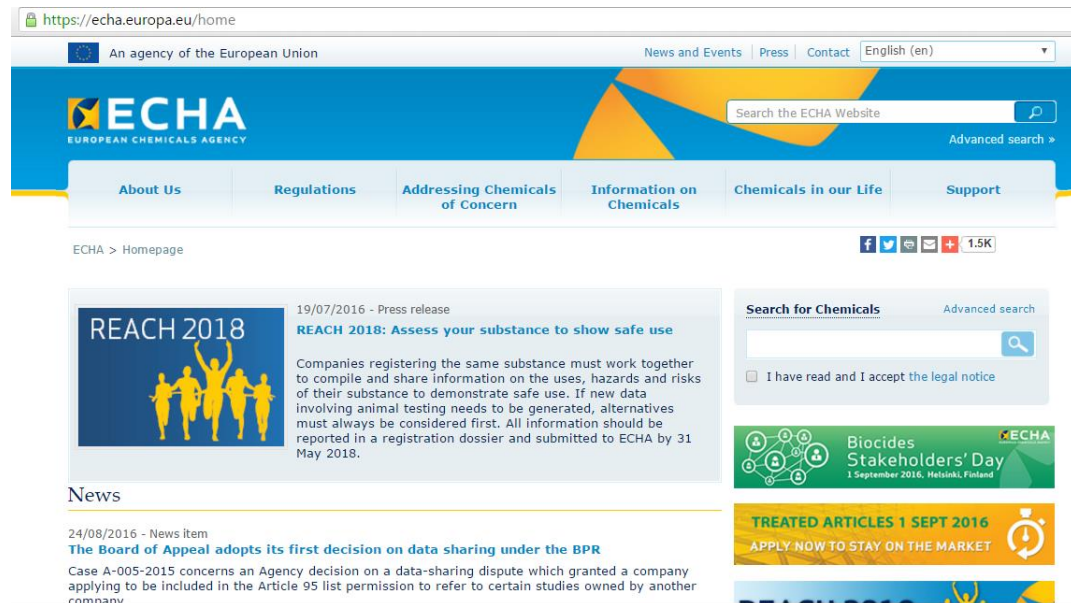 https://echa.europa.eu/home
An agency of the European Union
News and Events | Press | Contact English (en)
ECHA
EUROPEAN CHEMICALS AGENCY
Search the ECHA Website
Advanced search »
About Us
Regulations
Addressing Chemicals
of Concern
Information on
Chemicals
Chemicals in our Life
Support
ECHA > Homepage
1.5K
REACH 2018
19/07/2016 - Press release
REACH 2018: Assess your substance to show safe use
Companies registering the same substance must work together
to compile and share information on the uses, hazards and risks
of their substance to demonstrate safe use. If new data
involving animal testing needs to be generated, alternatives
must always be considered first. All information should be
reported in a registration dossier and submitted to ECHA by 31
May 2018.
Search for Chemicals
Advanced search
I have read and I accept the legal notice
Biocides
Stakeholders' Day
1 September 2016, Helsinki, Finland
ECHA
TREATED ARTICLES 1 SEPT 2016
APPLY NOW TO STAY ON THE MARKET
REACH 2018
News
24/08/2016 - News item
The Board of Appeal adopts its first decision on data sharing under the BPR
Case A-005-2015 concerns an Agency decision on a data-sharing dispute which granted a company
applying to be included in the Article 95 list permission to refer to certain studies owned by another
company